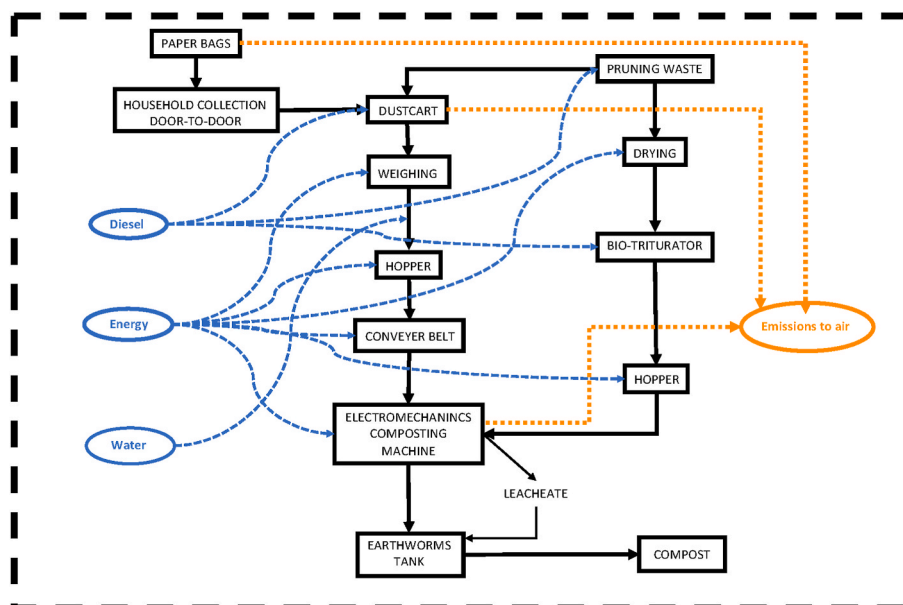 PAPER BAGS
PRUNING WASTE
HOUSEHOLD COLLECTION
DOOR-TO-DOOR
DUSTCART
DRYING
WEIGHING
Diesel
BIO-TRITURATOR
HOPPER
Energy
Emissions to air
CONVEYER BELT
HOPPER
ELECTROMECHANINCS
COMPOSTING
MACHINE
Water
LEACHEATE
EARTHWORMS
TANK
COMPOST